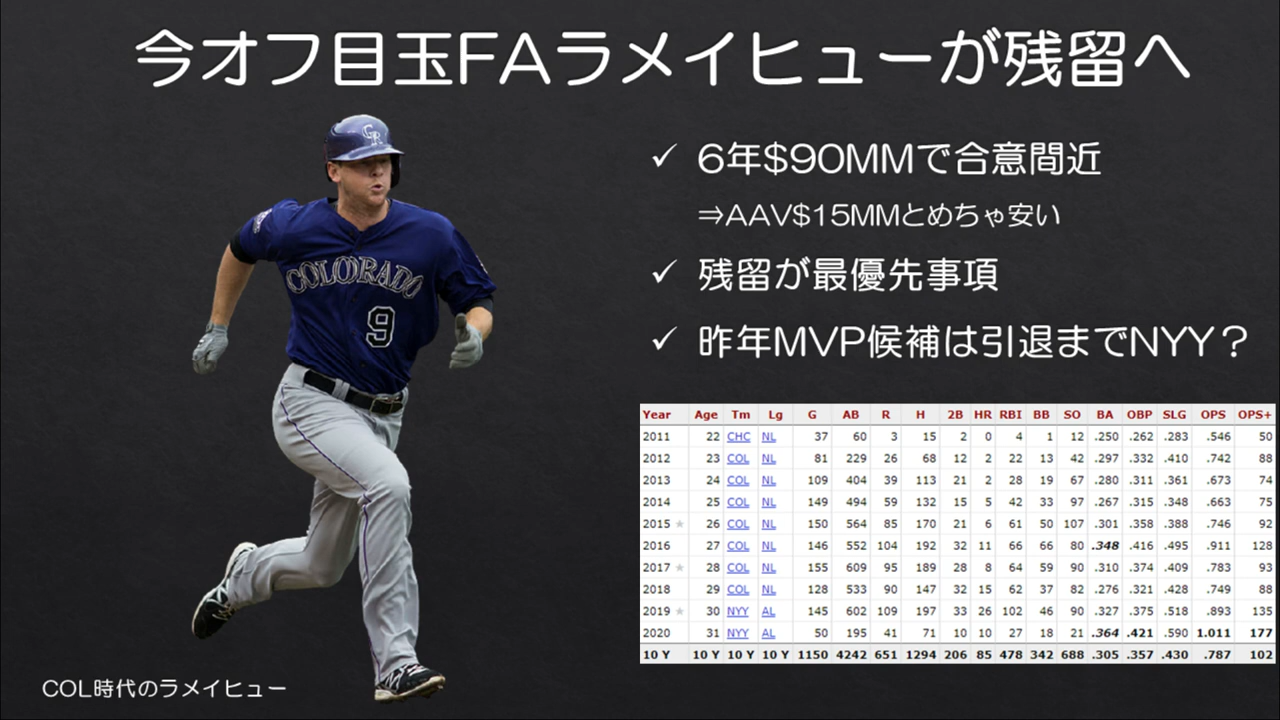 今オフ目玉FAラメイヒューが残留へ
✓ 6年$90MMで合意間近
⇒AAV$15MMとめちゃ安い
✓ 残留が最優先事項
✓ 昨年MVP候補は引退までNYY？
COLORADO
9
CR
Year Age Tm Lg G AB R H 2B HR RBI BB SO BA OBP SLG OPS OPS+
2011 22 CHC NL 37 60 3 15 2 0 4 1 12 .250 .262 .283 .546 50
2012 23 COL NL 81 229 26 68 12 2 22 13 42 .297 .332 .410 .742 88
2013 24 COL NL 109 404 39 113 21 2 28 19 67 .280 .311 .361 .673 74
2014 25 COL NL 149 494 59 132 15 5 42 33 97 .267 .315 .348 .663 75
2015 ★ 26 COL NL 150 564 85 170 21 6 61 50 107 .301 .358 .388 .746 92
2016 27 COL NL 146 552 104 192 32 11 66 66 80 .348 .416 .495 .911 128
2017 ★ 28 COL NL 155 609 95 189 28 8 64 59 90 .310 .374 .409 .783 93
2018 29 COL NL 128 533 90 147 32 15 62 37 82 .276 .321 .428 .749 88
2019 ★ 30 NYY AL 145 602 109 197 33 26 102 46 90 .327 .375 .518 .893 135
2020 31 NYY AL 50 195 41 71 10 10 27 18 21 .364 .421 .590 1.011 177
10 Y 10 Y 10 Y 10 Y 1150 4242 651 1294 206 85 478 342 688 .305 .357 .430 .787 102
COL時代のラメイヒュー